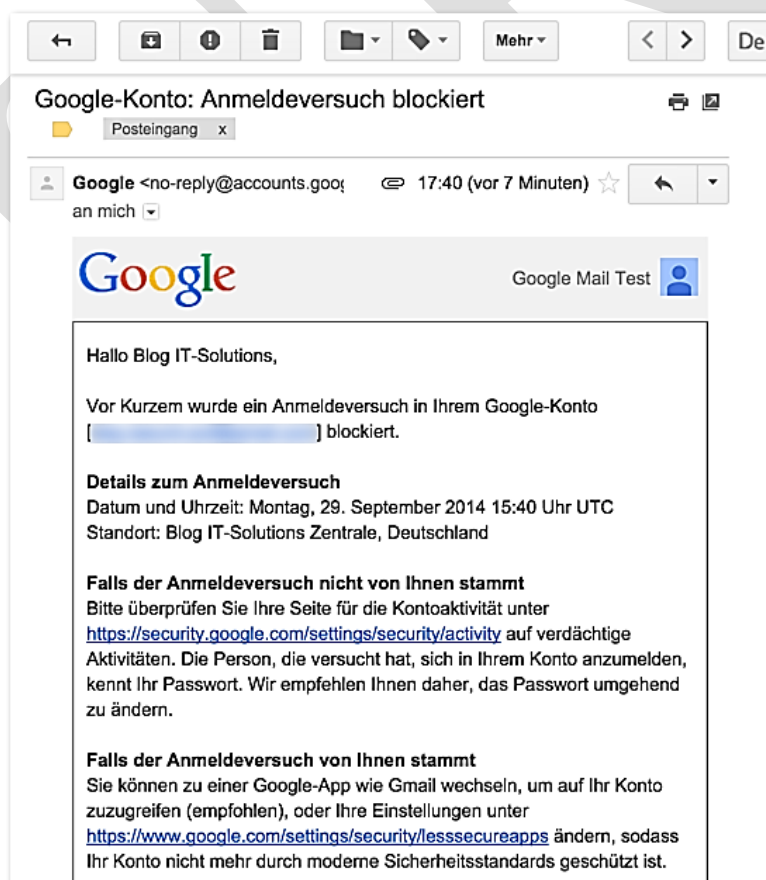 Mehr
De
Google-Konto: Anmeldeversuch blockiert
Posteingang x
Google <no-reply@accounts.goog 17:40 (vor 7 Minuten)
an mich
Google
Google Mail Test
Hallo Blog IT-Solutions,
Vor Kurzem wurde ein Anmeldeversuch in Ihrem Google-Konto
[ ] blockiert.
Details zum Anmeldeversuch
Datum und Uhrzeit: Montag, 29. September 2014 15:40 Uhr UTC
Standort: Blog IT-Solutions Zentrale, Deutschland
Falls der Anmeldeversuch nicht von Ihnen stammt
Bitte überprüfen Sie Ihre Seite für die Kontoaktivität unter
https://security.google.com/settings/security/activity auf verdächtige
Aktivitäten. Die Person, die versucht hat, sich in Ihrem Konto anzumelden,
kennt Ihr Passwort. Wir empfehlen Ihnen daher, das Passwort umgehend
zu ändern.
Falls der Anmeldeversuch von Ihnen stammt
Sie können zu einer Google-App wie Gmail wechseln, um auf Ihr Konto
zuzugreifen (empfohlen), oder Ihre Einstellungen unter
https://www.google.com/settings/security/lesssecureapps ändern, sodass
Ihr Konto nicht mehr durch moderne Sicherheitsstandards geschützt ist.